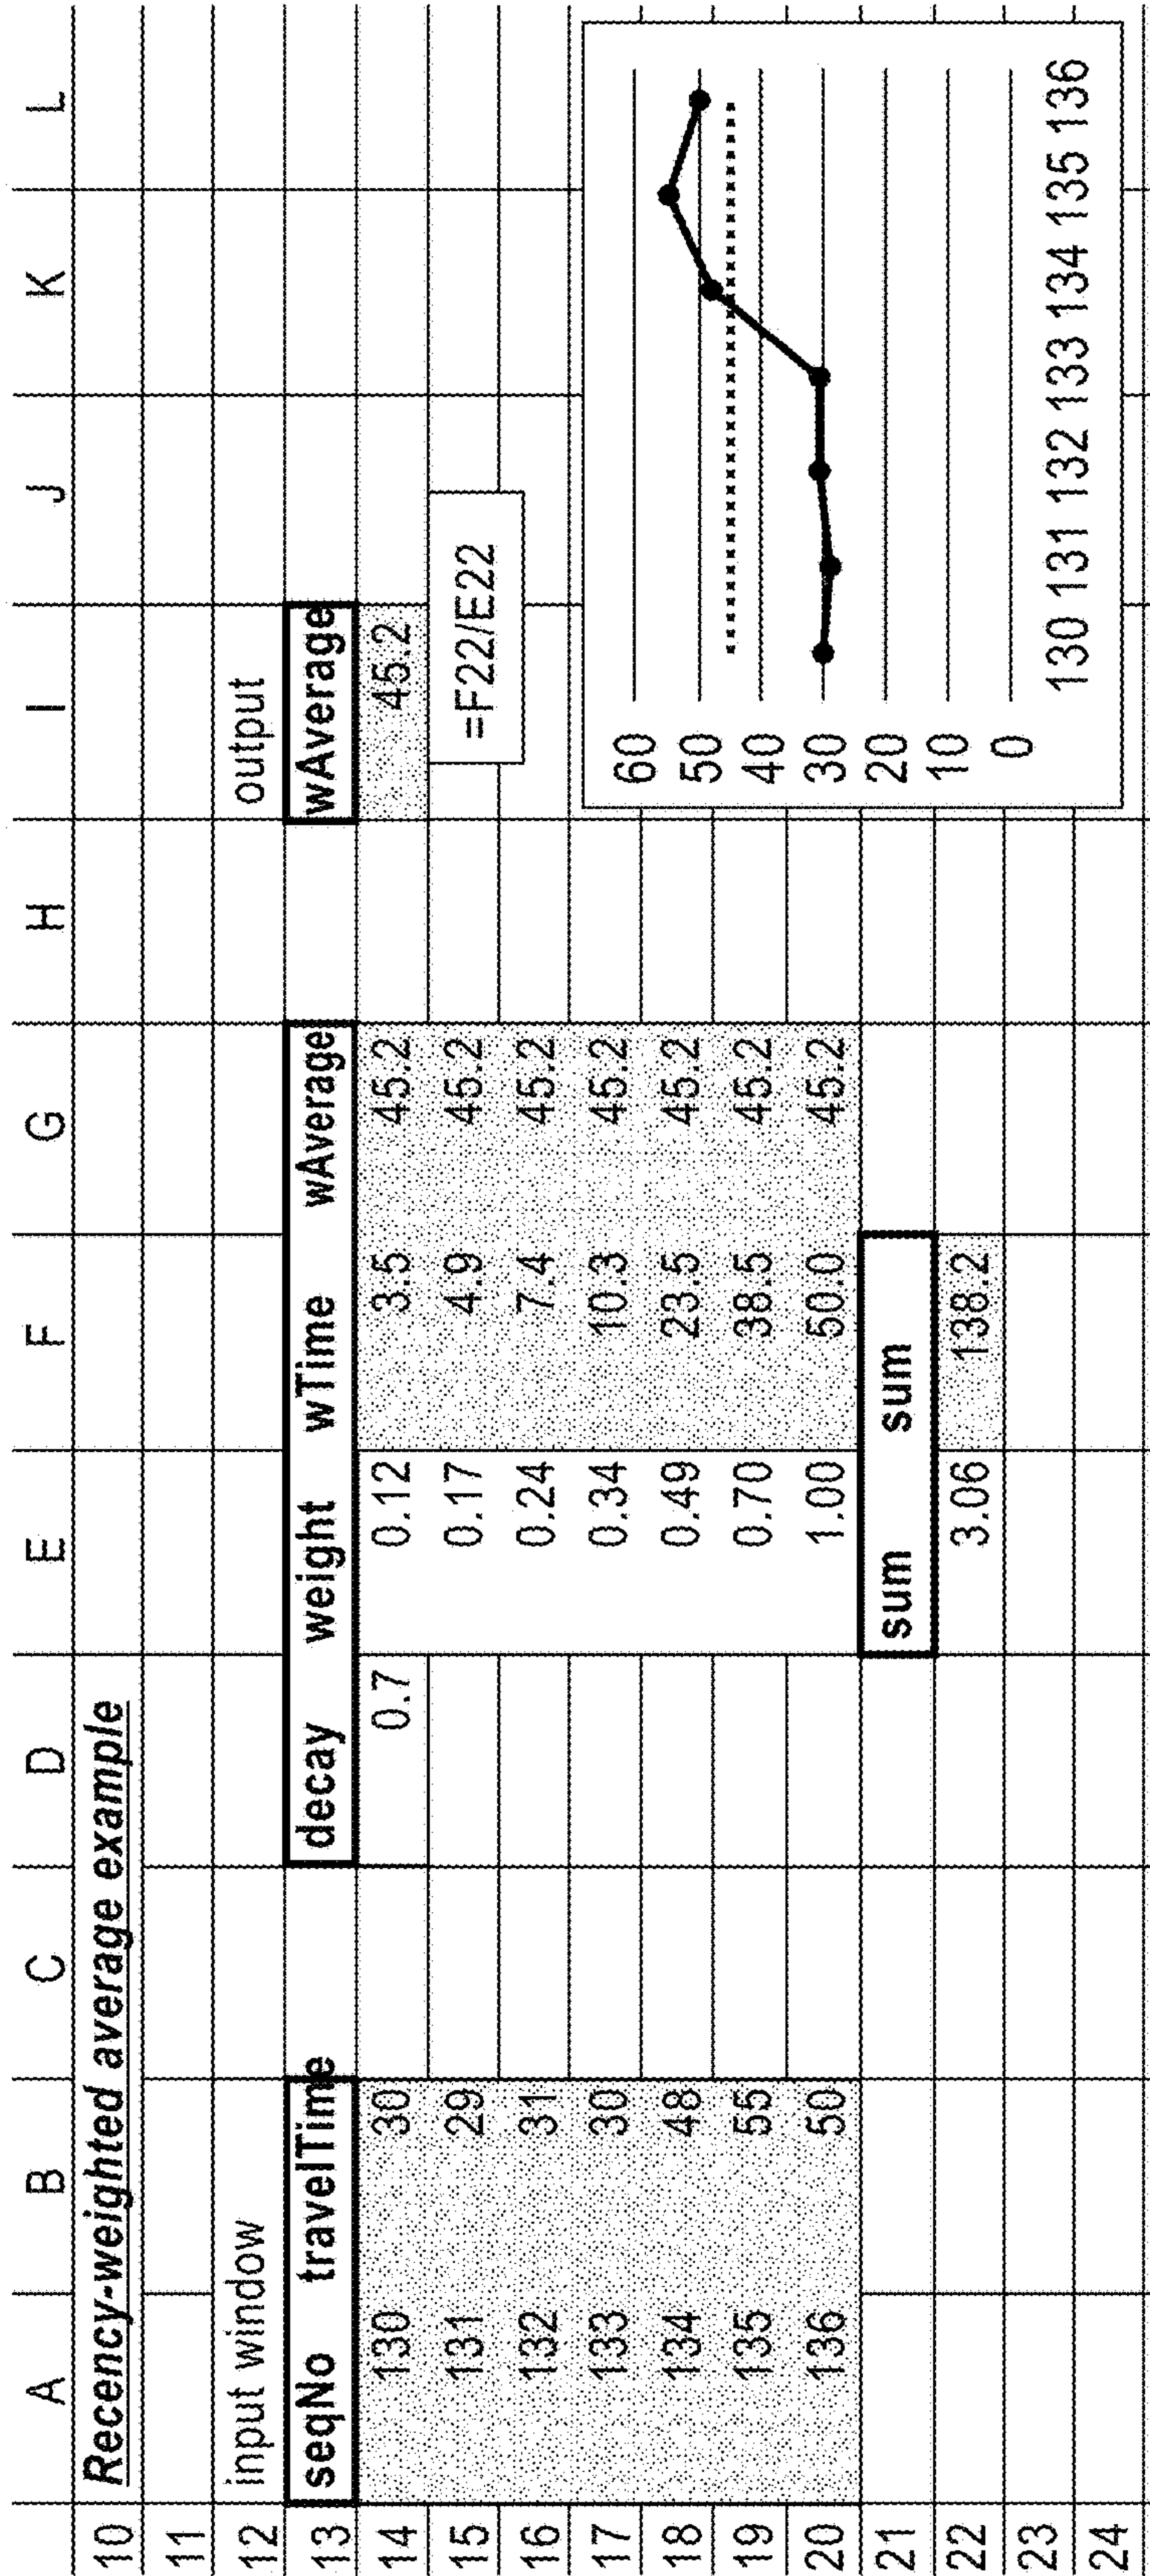 A B C D E F G H I J K L
10 Recency-weighted average example
11
12 input window output
13 seqNo travelTime decay weight wTime wAverage wAverage
14 130 30 0.7 0.12 3.5 45.2 45.2
15 131 29 0.17 4.9 45.2 =F22/E22
16 132 31 0.24 7.4 45.2
17 133 30 0.34 10.3 45.2
18 134 48 0.49 23.5 45.2
19 135 55 0.70 38.5 45.2
20 136 50 1.00 50.0 45.2
21 sum sum
22 3.06 138.2
23
24
60
50
40
30
20
10
0
130 131 132 133 134 135 136